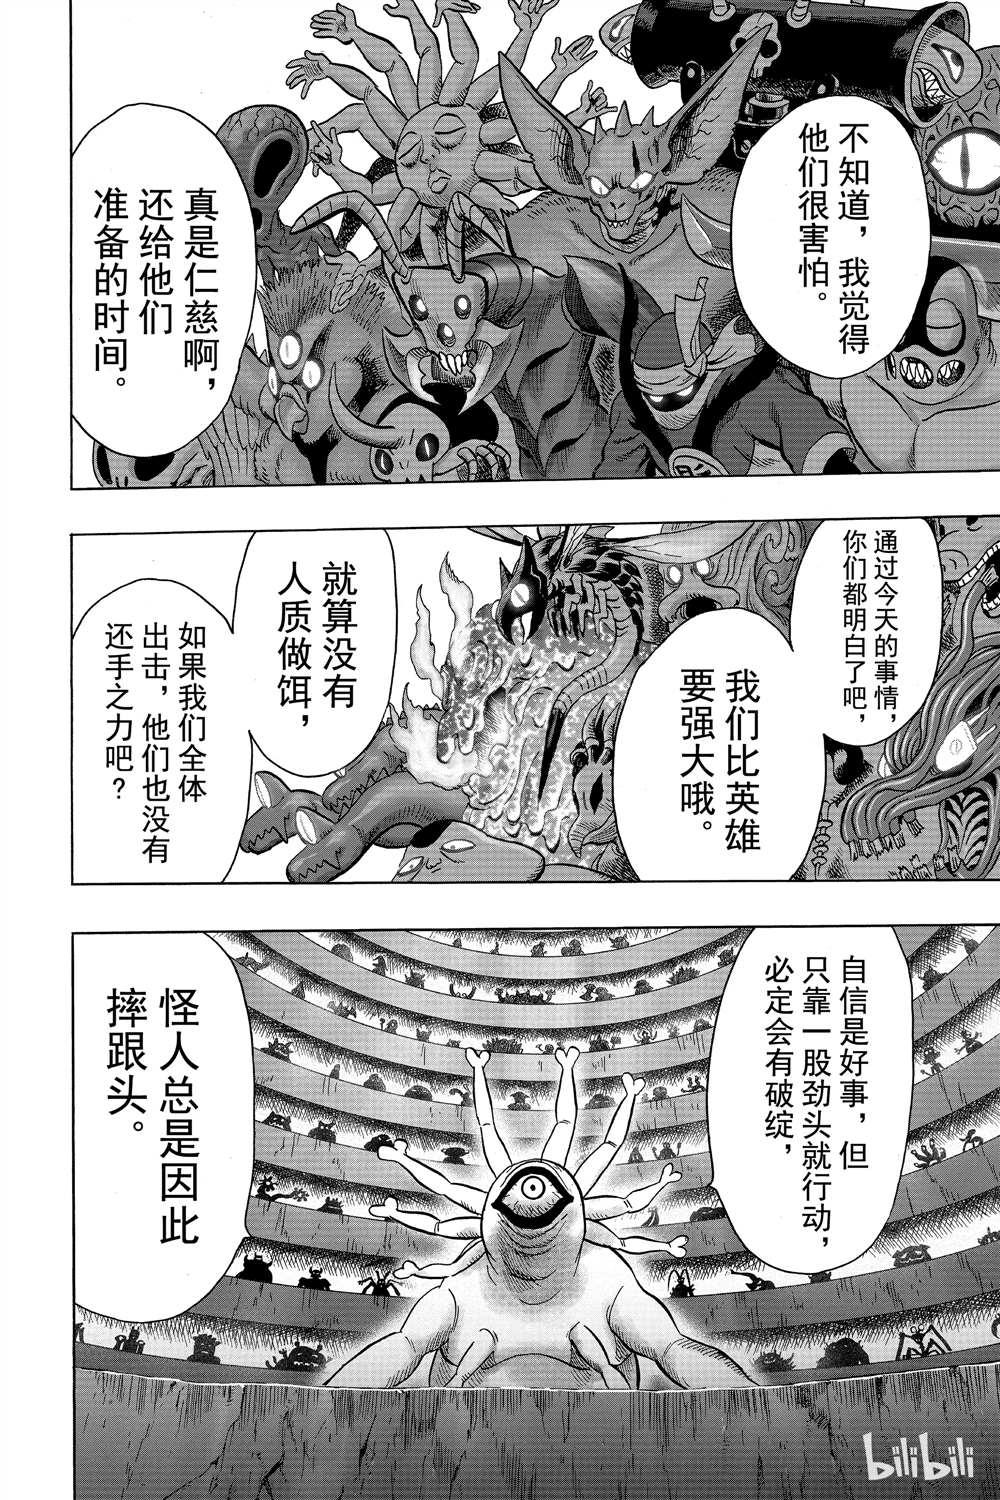 不知道，我觉得
他们很害怕。
真是仁慈啊，
还给他们
准备的时间。
通过今天的事情，
你们都明白了吧，
我们比英雄
要强大哦。
就算没有
人质做饵，
如果我们全体
出击，他们也没有
还手之力吧？
自信是好事，但
只靠一股劲头就行动，
必定会有破绽，
怪人总是因此
摔跟头。
bilibili